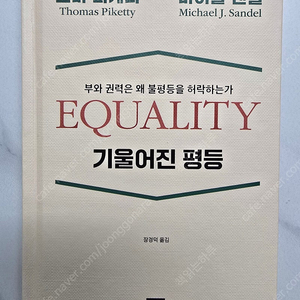 Thomas Piketty
Michael J. Sandel
부와 권력은 왜 불평등을 허락하는가
EQUALITY
기울어진 평등
장경덕 옮김